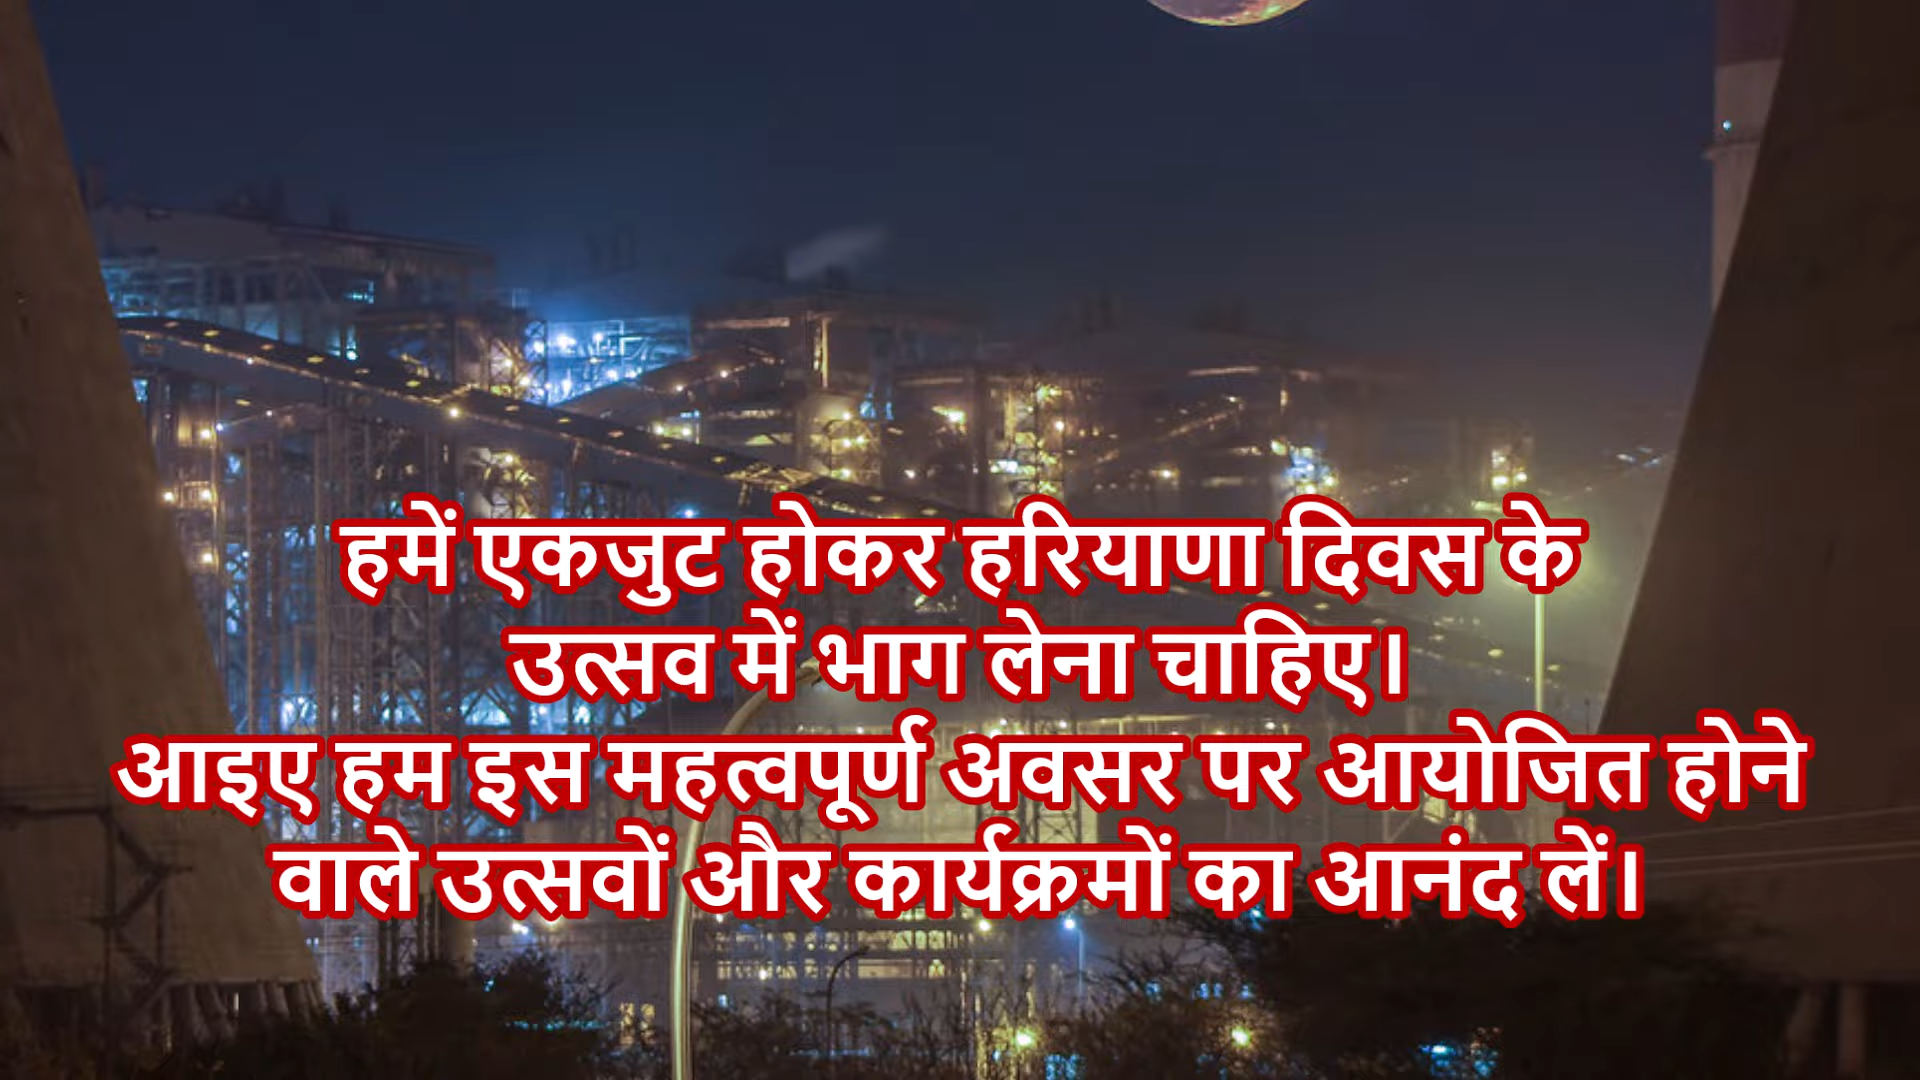 हमें एकजुट होकर हरियाणा दिवस के
उत्सव में भाग लेना चाहिए।
आइए हम इस महत्वपूर्ण अवसर पर आयोजित होने
वाले उत्सवों और कार्यक्रमों का आनंद लें।